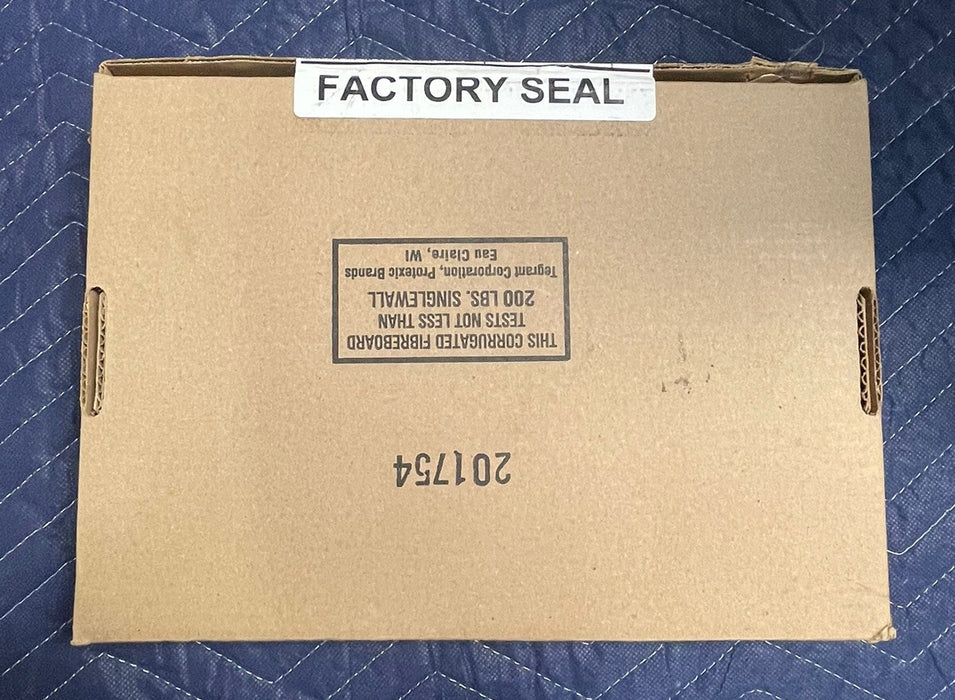 FACTORY SEAL
THIS CORRUGATED FIBREBOARD
TESTS NOT LESS THAN
200 LBS. SINGLEWALL
Tegrant Corporation, Protexic Brands
Eau Claire, WI
201754